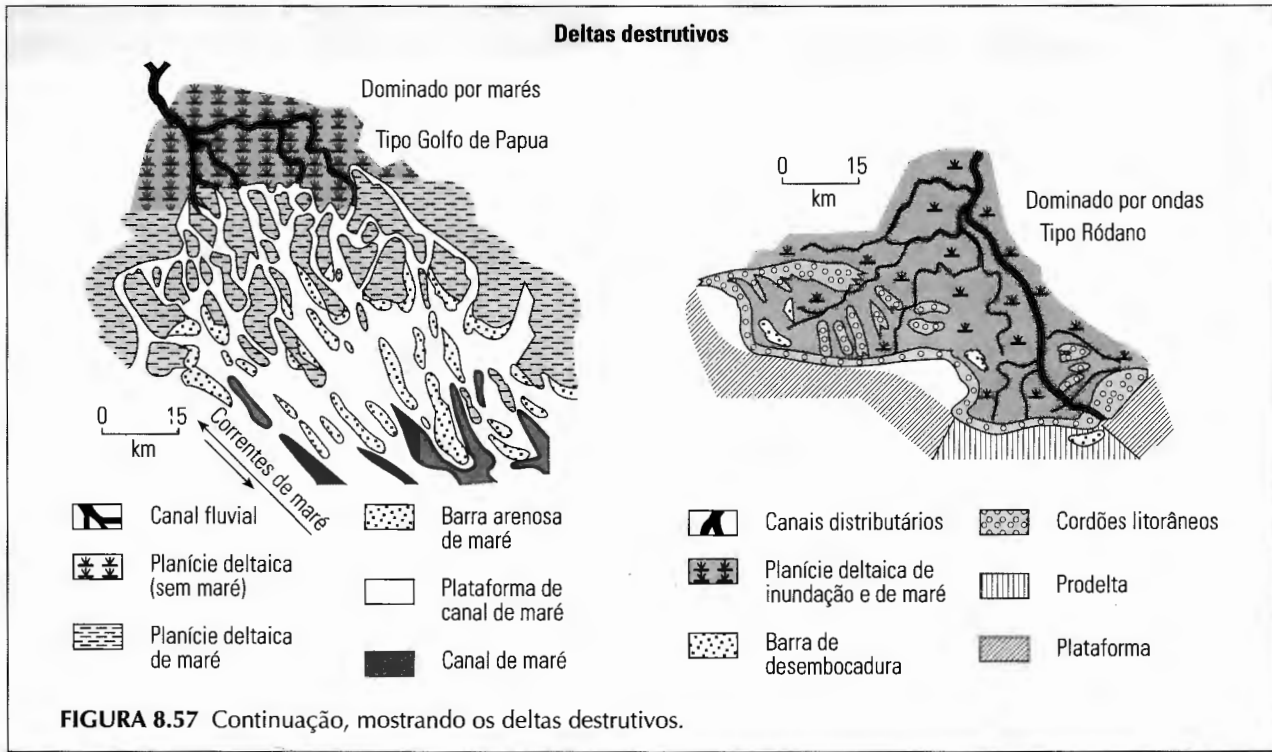 Deltas destrutivos
Dominado por marés
Tipo Golfo de Papua
0 15
km
Correntes de maré
Canal fluvial
Planície deltaica
(sem maré)
Planície deltaica
de maré
Barra arenosa
de maré
Plataforma de
canal de maré
Canal de maré
0 15
km
Dominado por ondas
Tipo Ródano
Canais distributários
Planície deltaica de
inundação e de maré
Barra de
desembocadura
Cordões litorâneos
Prodelta
Plataforma
FIGURA 8.57 Continuação, mostrando os deltas destrutivos.